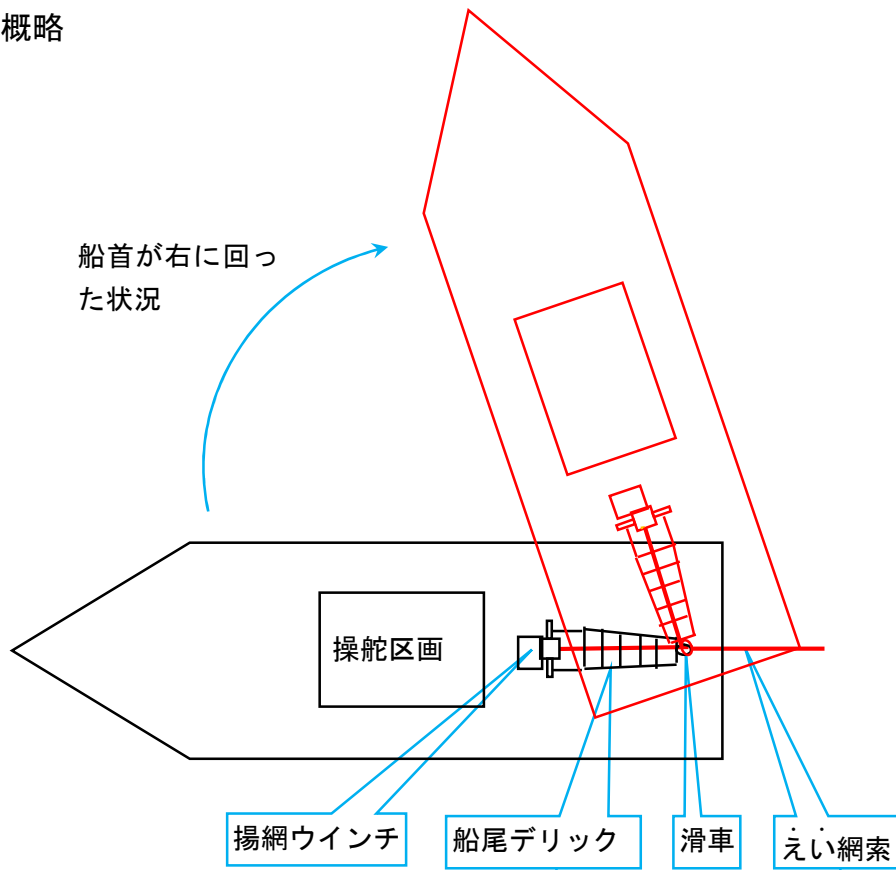 概略
船首が右に回っ
た状況
操舵区画
揚網ウインチ
船尾デリック
滑車
えい網索